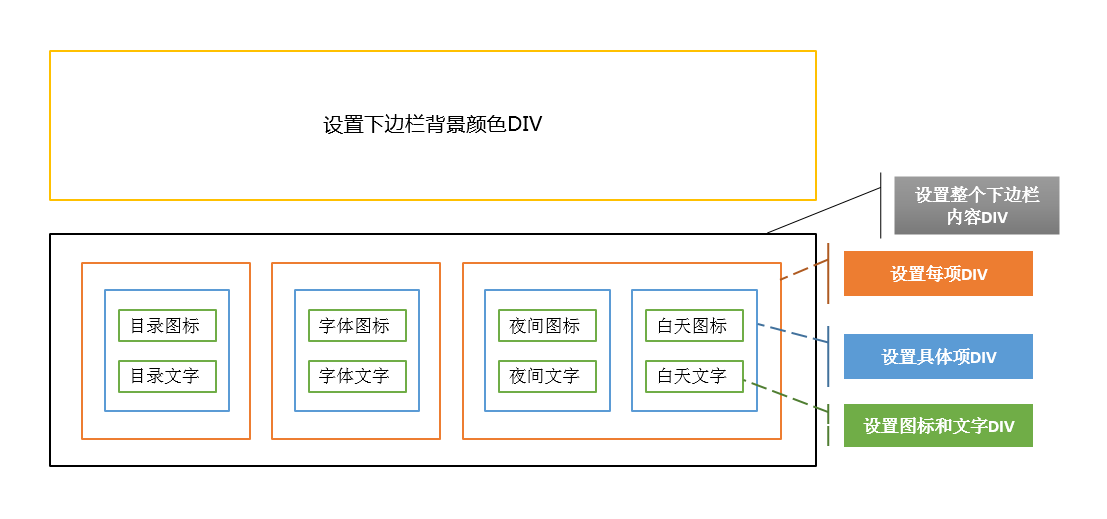 设置下边栏背景颜色DIV
设置整个下边栏
内容DIV
设置每项DIV
目录图标
字体图标
夜间图标
白天图标
设置具体项DIV
目录文字
字体文字
夜间文字
白天文字
设置图标和文字DIV